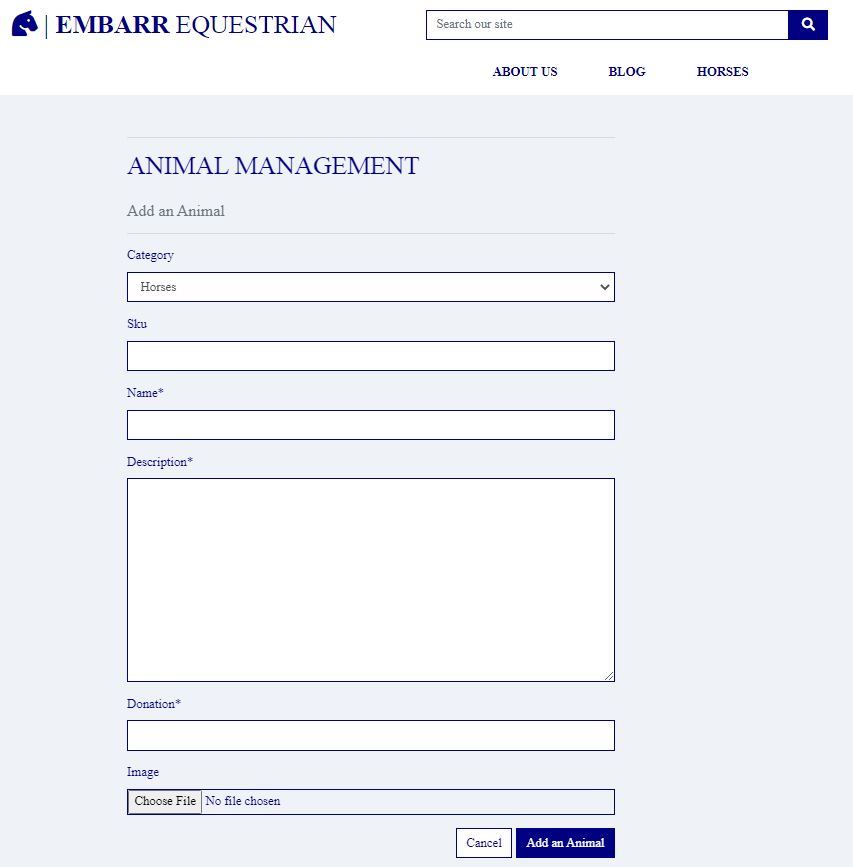 | EMBARR EQUESTRIAN
Search our site
ABOUT US BLOG HORSES
ANIMAL MANAGEMENT
Add an Animal
Category
Horses
Sku
Name*
Description*
Donation*
Image
Choose File No file chosen
Cancel Add an Animal